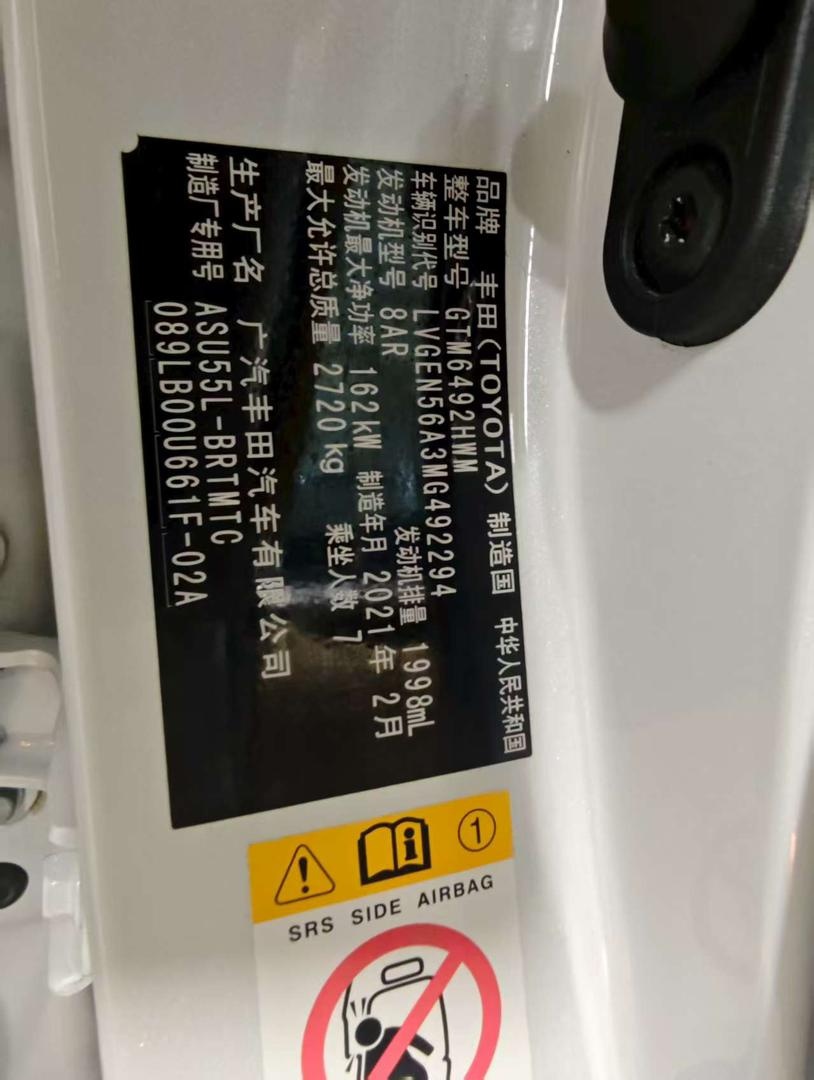 品牌 丰田(TOYOTA) 制造国 中华人民共和国
整车型号 GTM6492HWM
车辆识别代号 LVGEN56A3MG492294
发动机型号 8AR 发动机排量 1998mL
发动机最大净功率 162kW 制造年月 2021年 2月
最大允许总质量 2720kg 乘坐人数 7
生产厂名 广汽丰田汽车有限公司
制造厂专用号 ASU55L-BRTMTC
089LB00U661F-02A
1
SRS SIDE AIRBAG